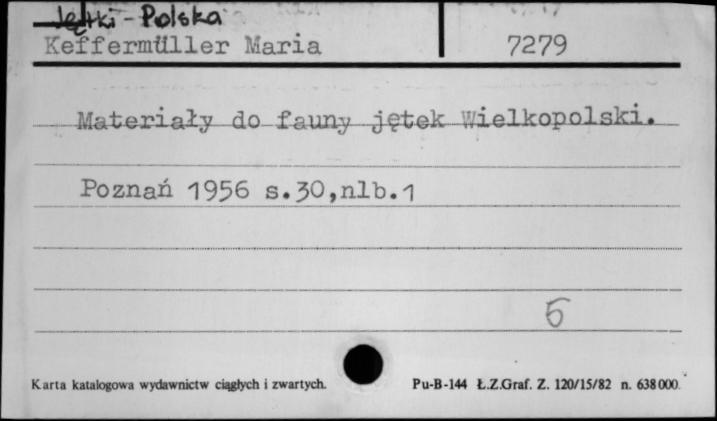 Jętki - Polska
Keffermüller Maria 7279
Materiały do fauny jętek Wielkopolski.
Poznań 1956 s.30,nlb.1
5
Karta katalogowa wydawnictw ciągłych i zwartych. Pu-B-144 Ł.Z.Graf. Z. 120/15/82 n. 638000.